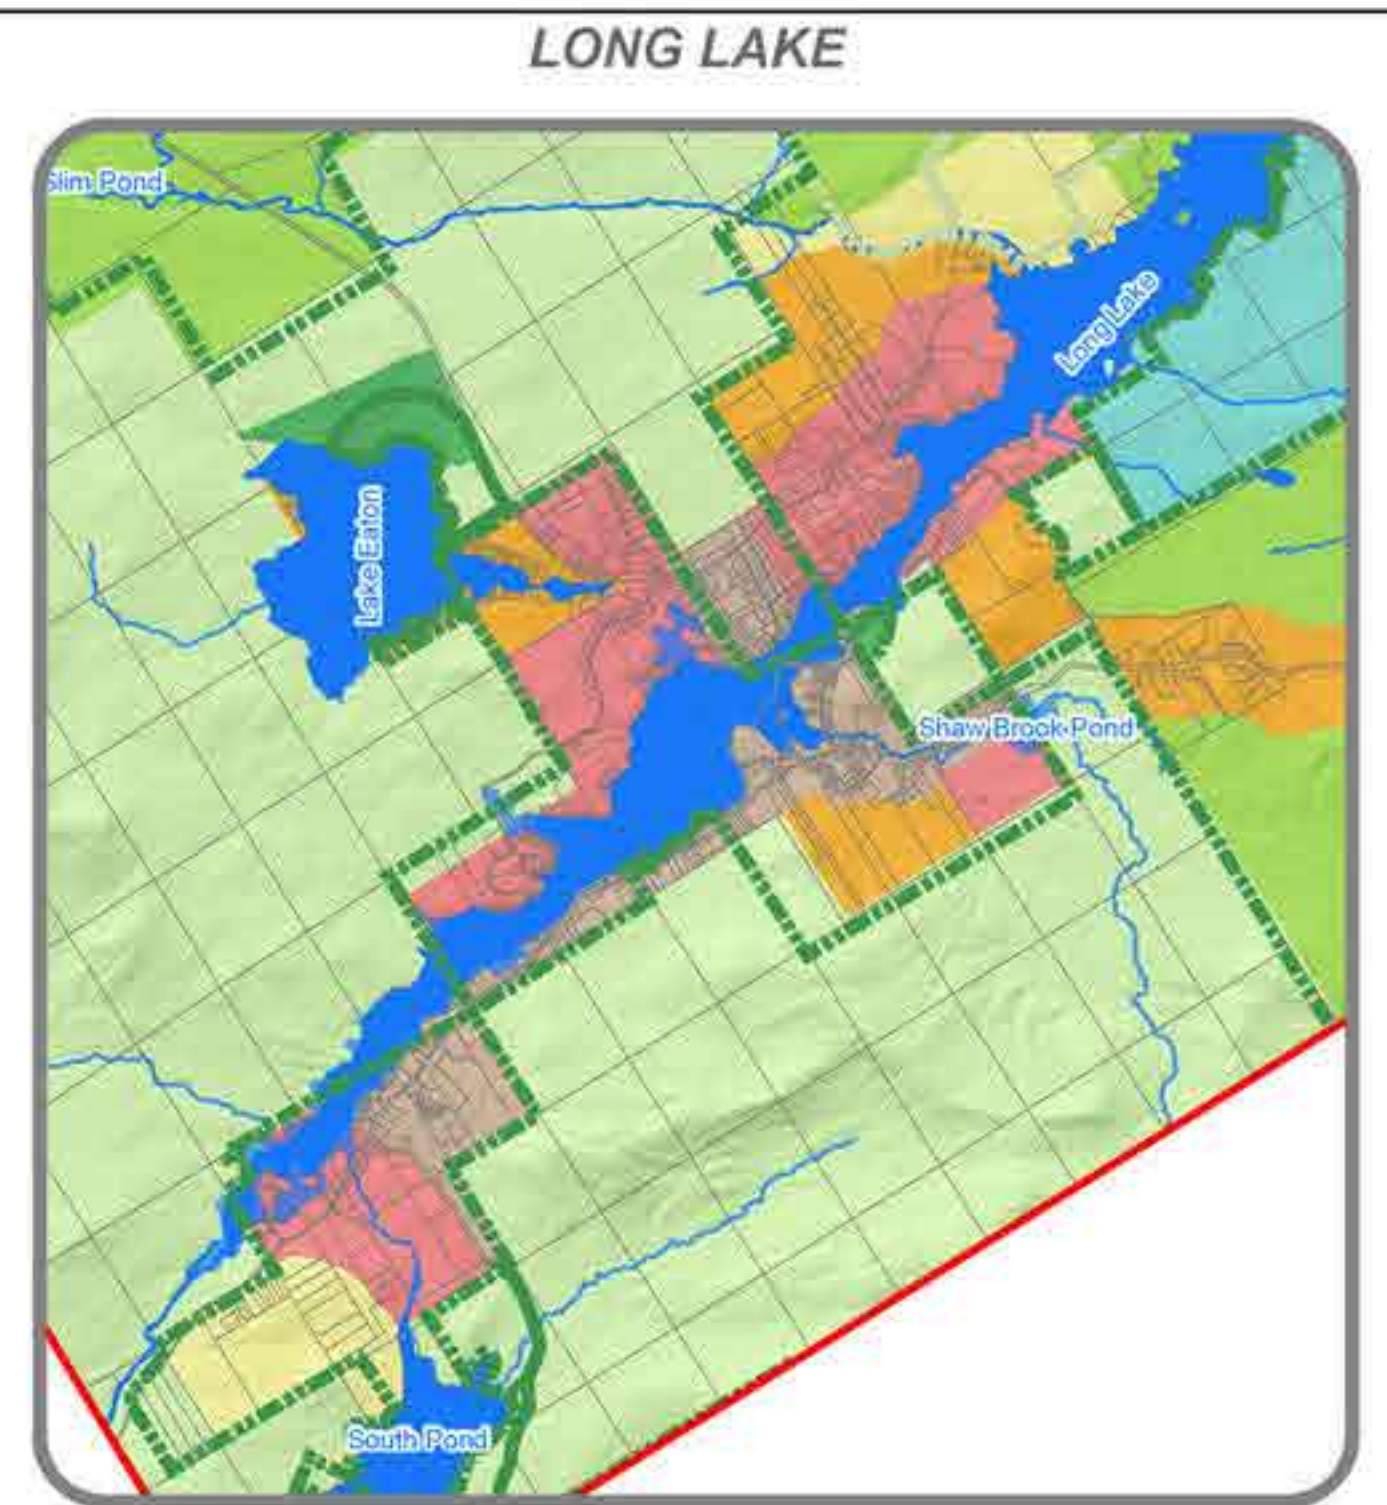 LONG LAKE
Slim Pond
Long Lake
Lake Eaton
Shaw Brook Pond
South Pond